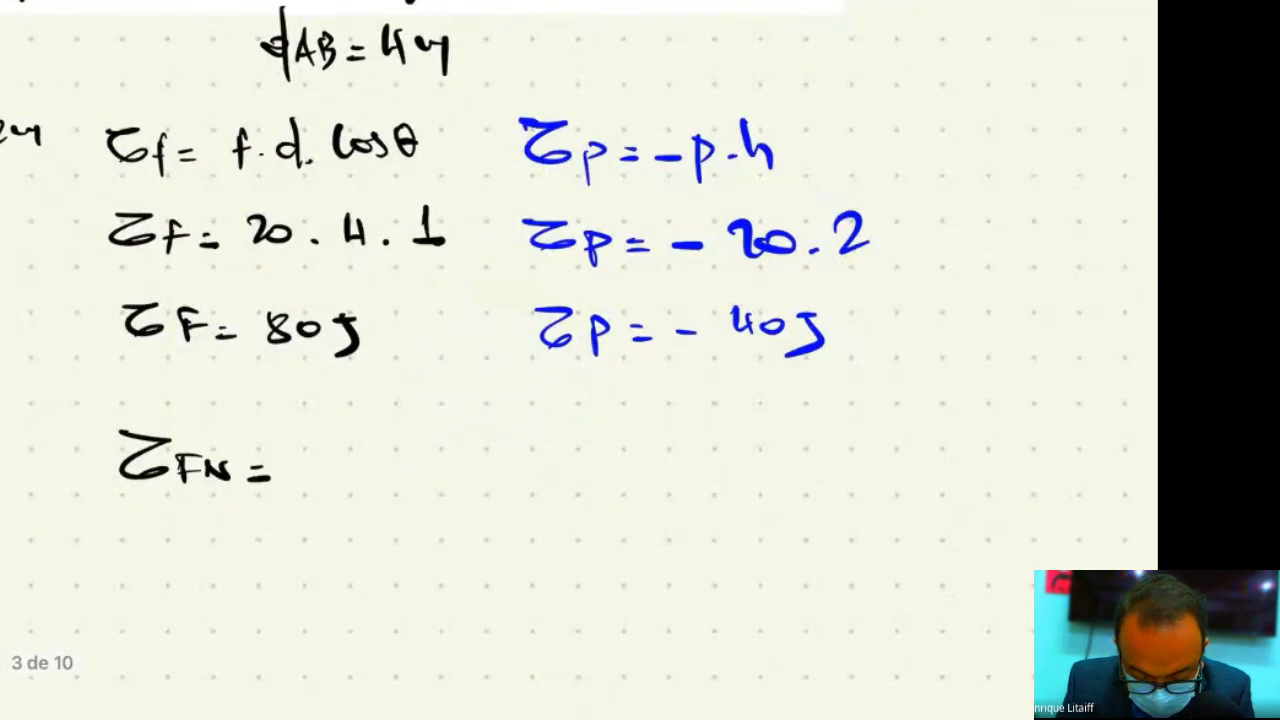 dAB = 4m
2m
τf = f.d.cosθ
τf = 20.4.1
τF = 80J
τp = -p.h
τp = - 20.2
τp = - 40J
τFN =
3 de 10
nrique Litaiff